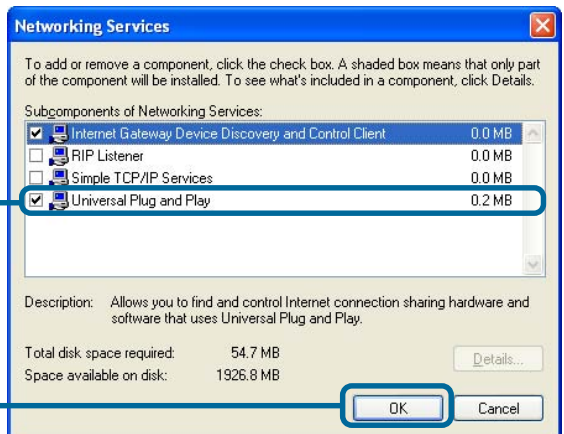 Networking Services
To add or remove a component, click the check box. A shaded box means that only part
of the component will be installed. To see what's included in a component, click Details.
Subcomponents of Networking Services:
Internet Gateway Device Discovery and Control Client 0.0 MB
RIP Listener 0.0 MB
Simple TCP/IP Services 0.0 MB
Universal Plug and Play 0.2 MB
Description: Allows you to find and control Internet connection sharing hardware and
software that uses Universal Plug and Play.
Total disk space required: 54.7 MB
Space available on disk: 1926.8 MB
Details...
OK Cancel